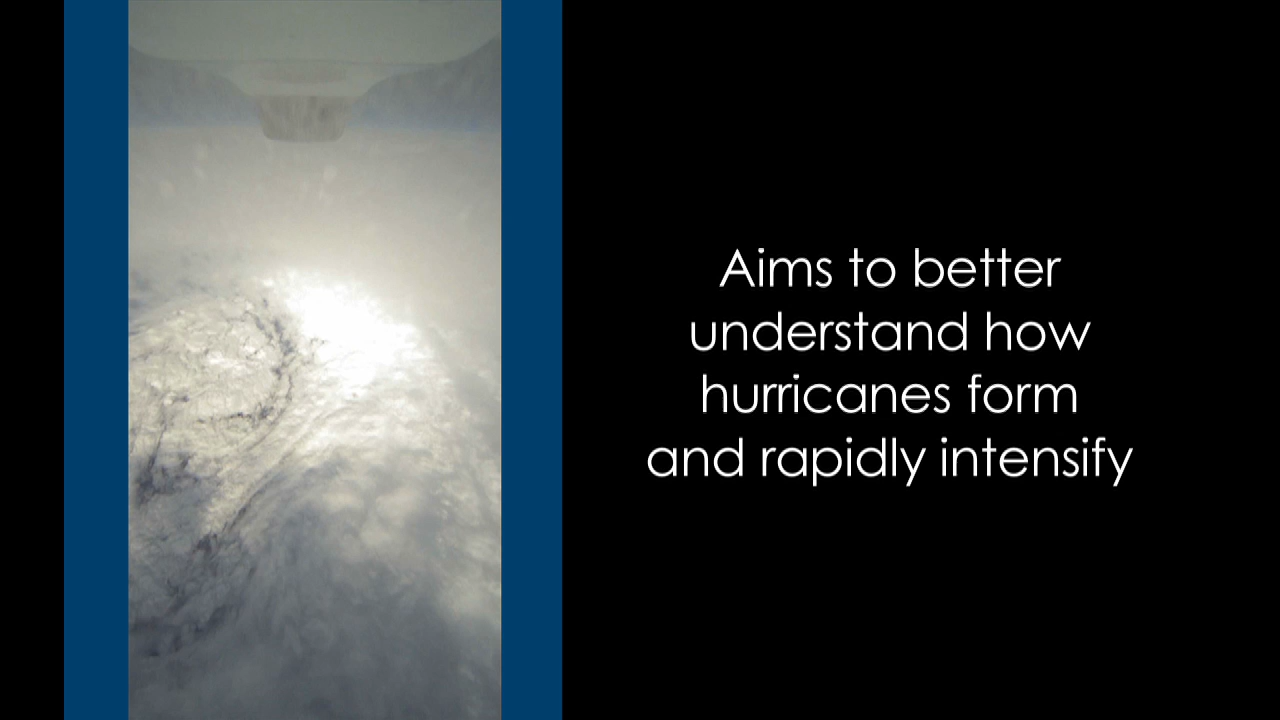 Aims to better
understand how
hurricanes form
and rapidly intensify